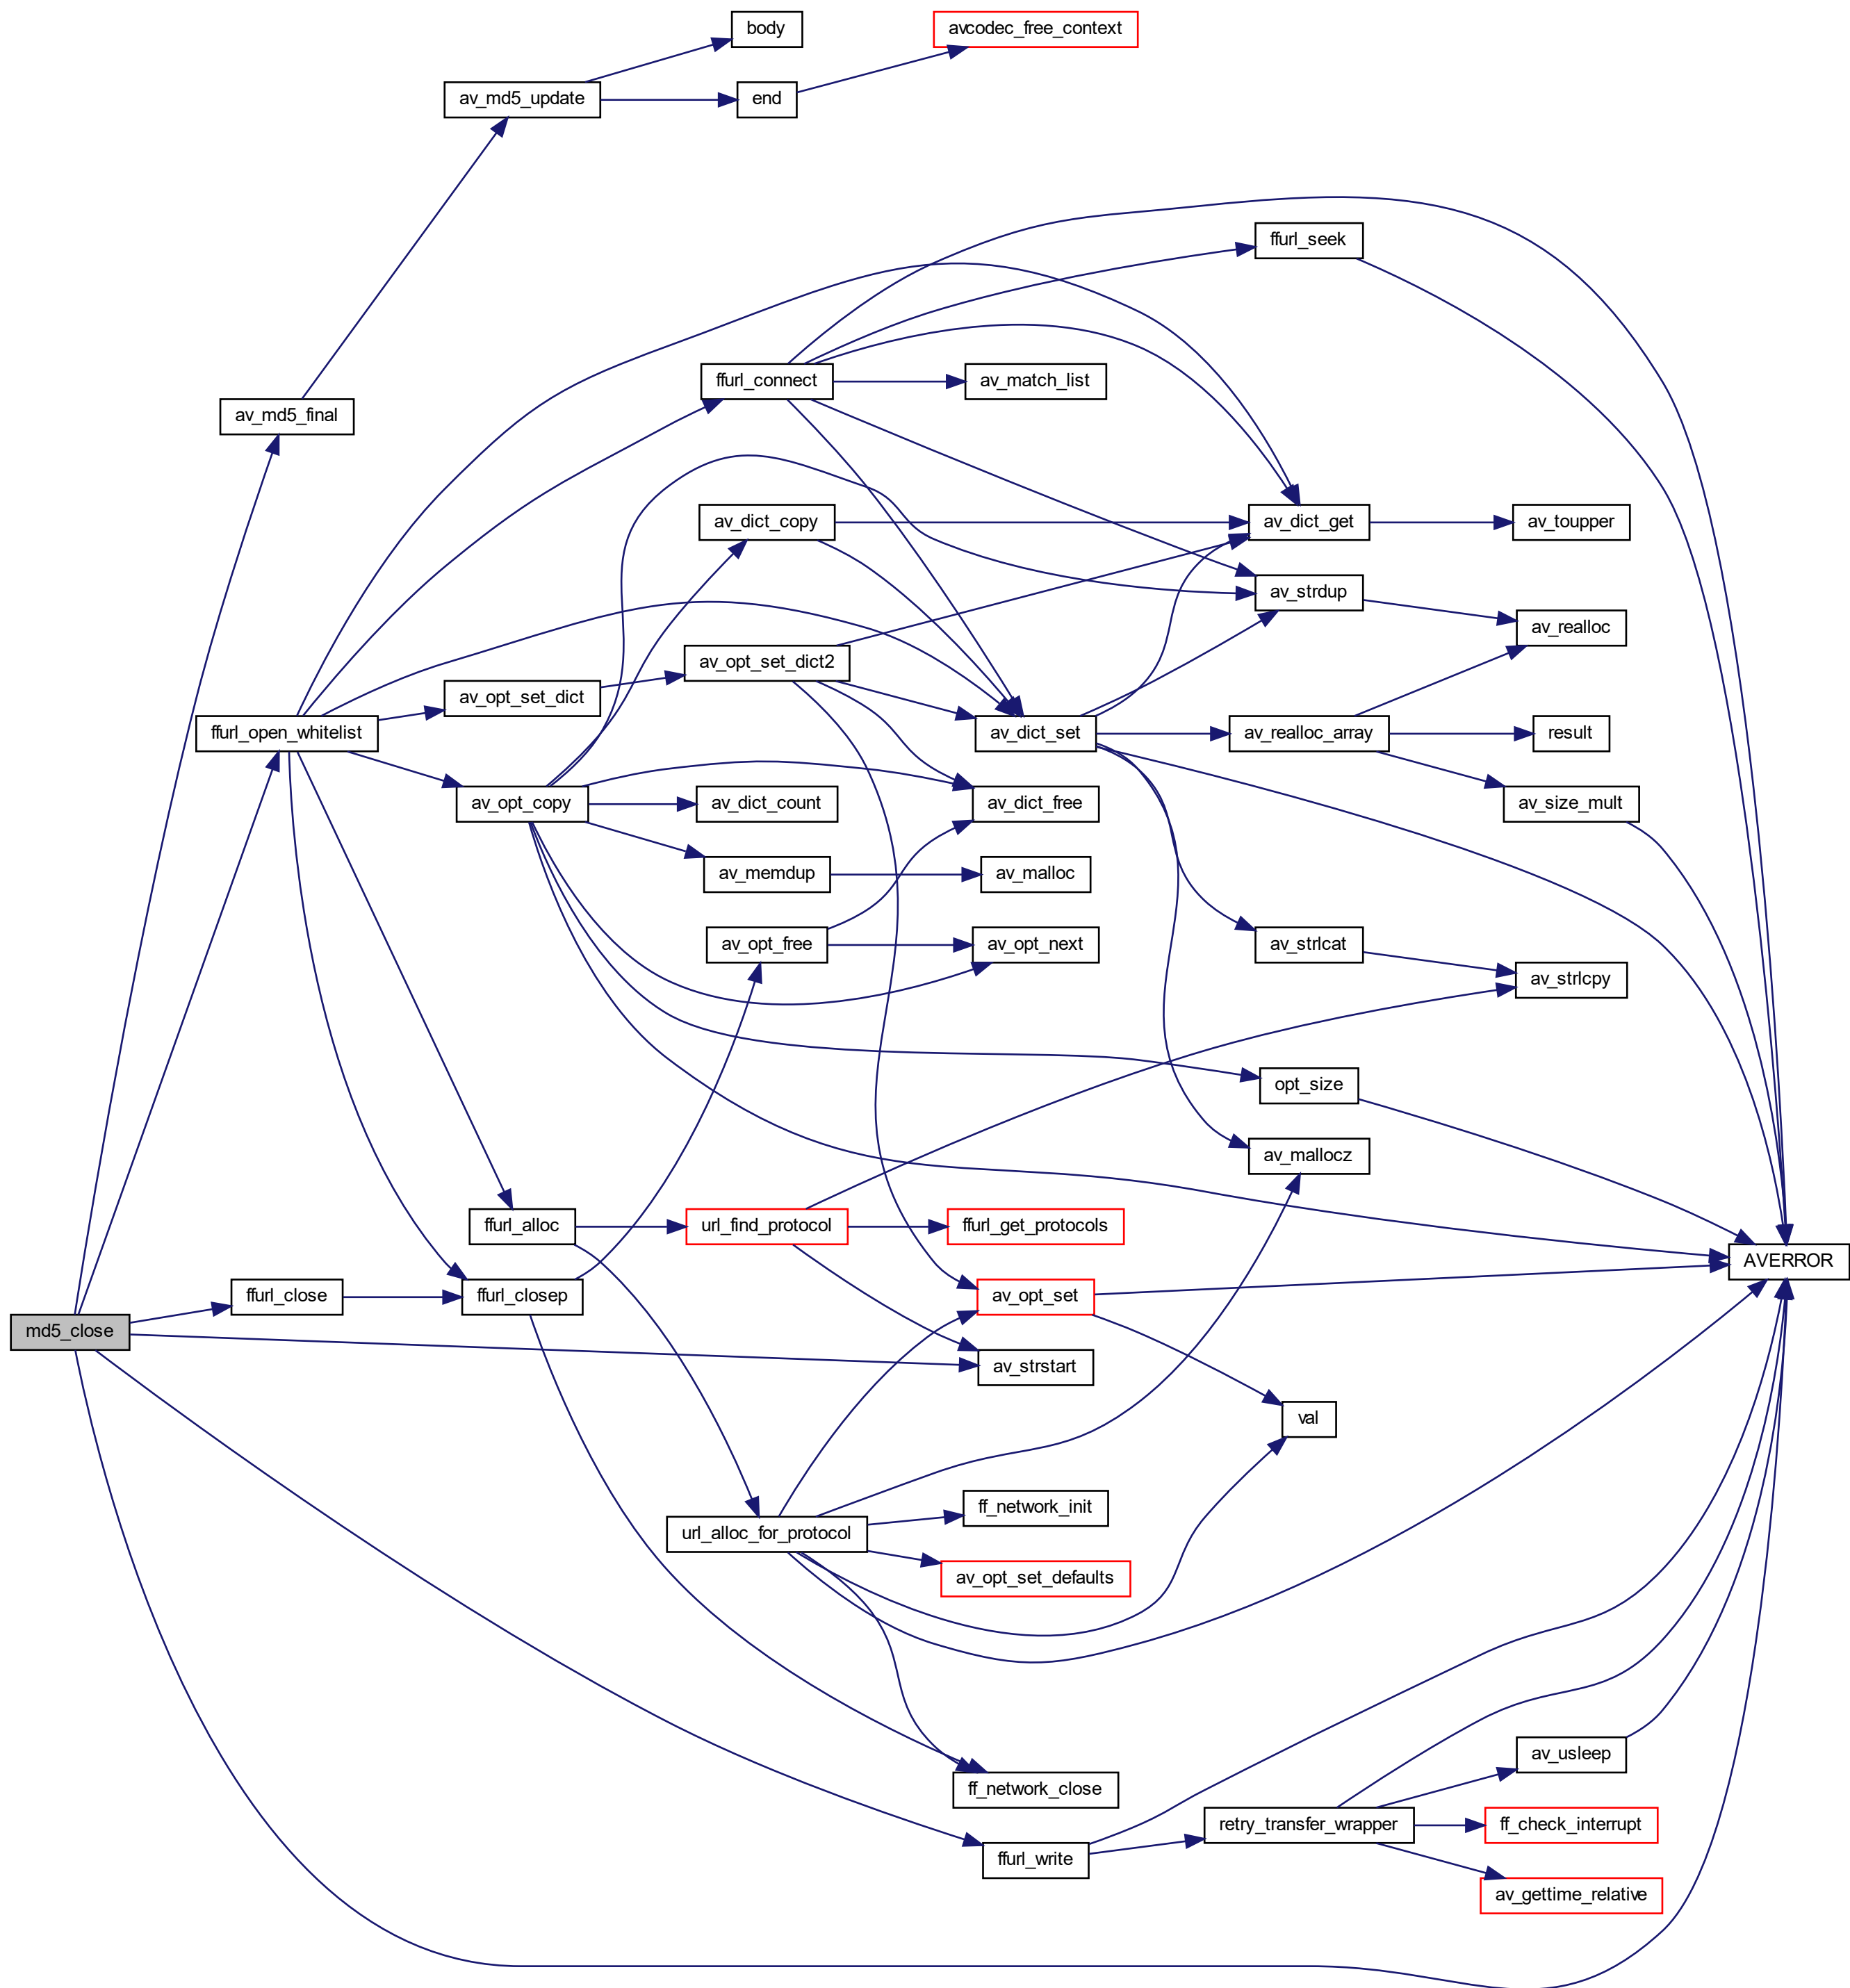 body
avcodec_free_context
av_md5_update
end
ffurl_seek
ffurl_connect
av_match_list
av_md5_final
av_dict_copy
av_dict_get
av_toupper
av_strdup
av_realloc
av_opt_set_dict2
av_opt_set_dict
ffurl_open_whitelist
av_dict_set
av_realloc_array
result
av_opt_copy
av_dict_count
av_dict_free
av_size_mult
av_memdup
av_malloc
av_opt_free
av_opt_next
av_strlcat
av_strlcpy
opt_size
av_mallocz
ffurl_alloc
url_find_protocol
ffurl_get_protocols
AVERROR
ffurl_close
ffurl_closep
av_opt_set
md5_close
av_strstart
val
ff_network_init
url_alloc_for_protocol
av_opt_set_defaults
av_usleep
ff_network_close
retry_transfer_wrapper
ff_check_interrupt
ffurl_write
av_gettime_relative